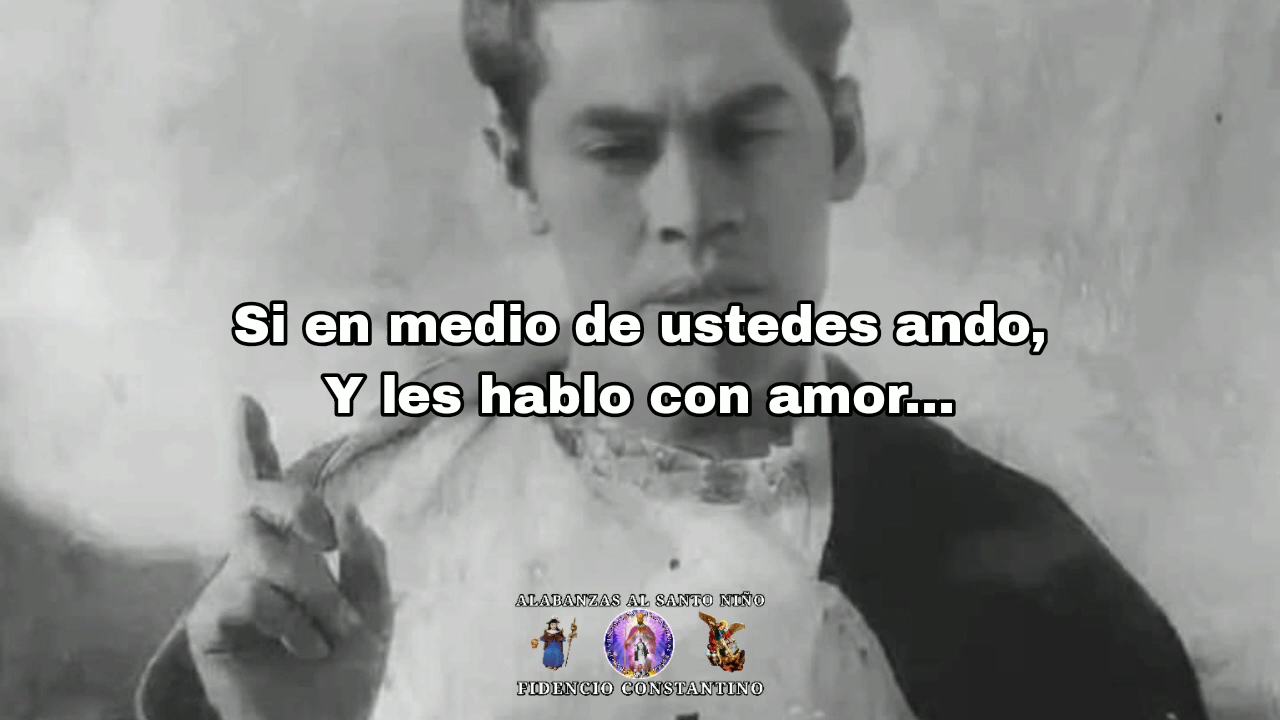 Si en medio de ustedes ando,
Y les hablo con amor...
ALABANZAS AL SANTO NIÑO
FIDENCIO CONSTANTINO